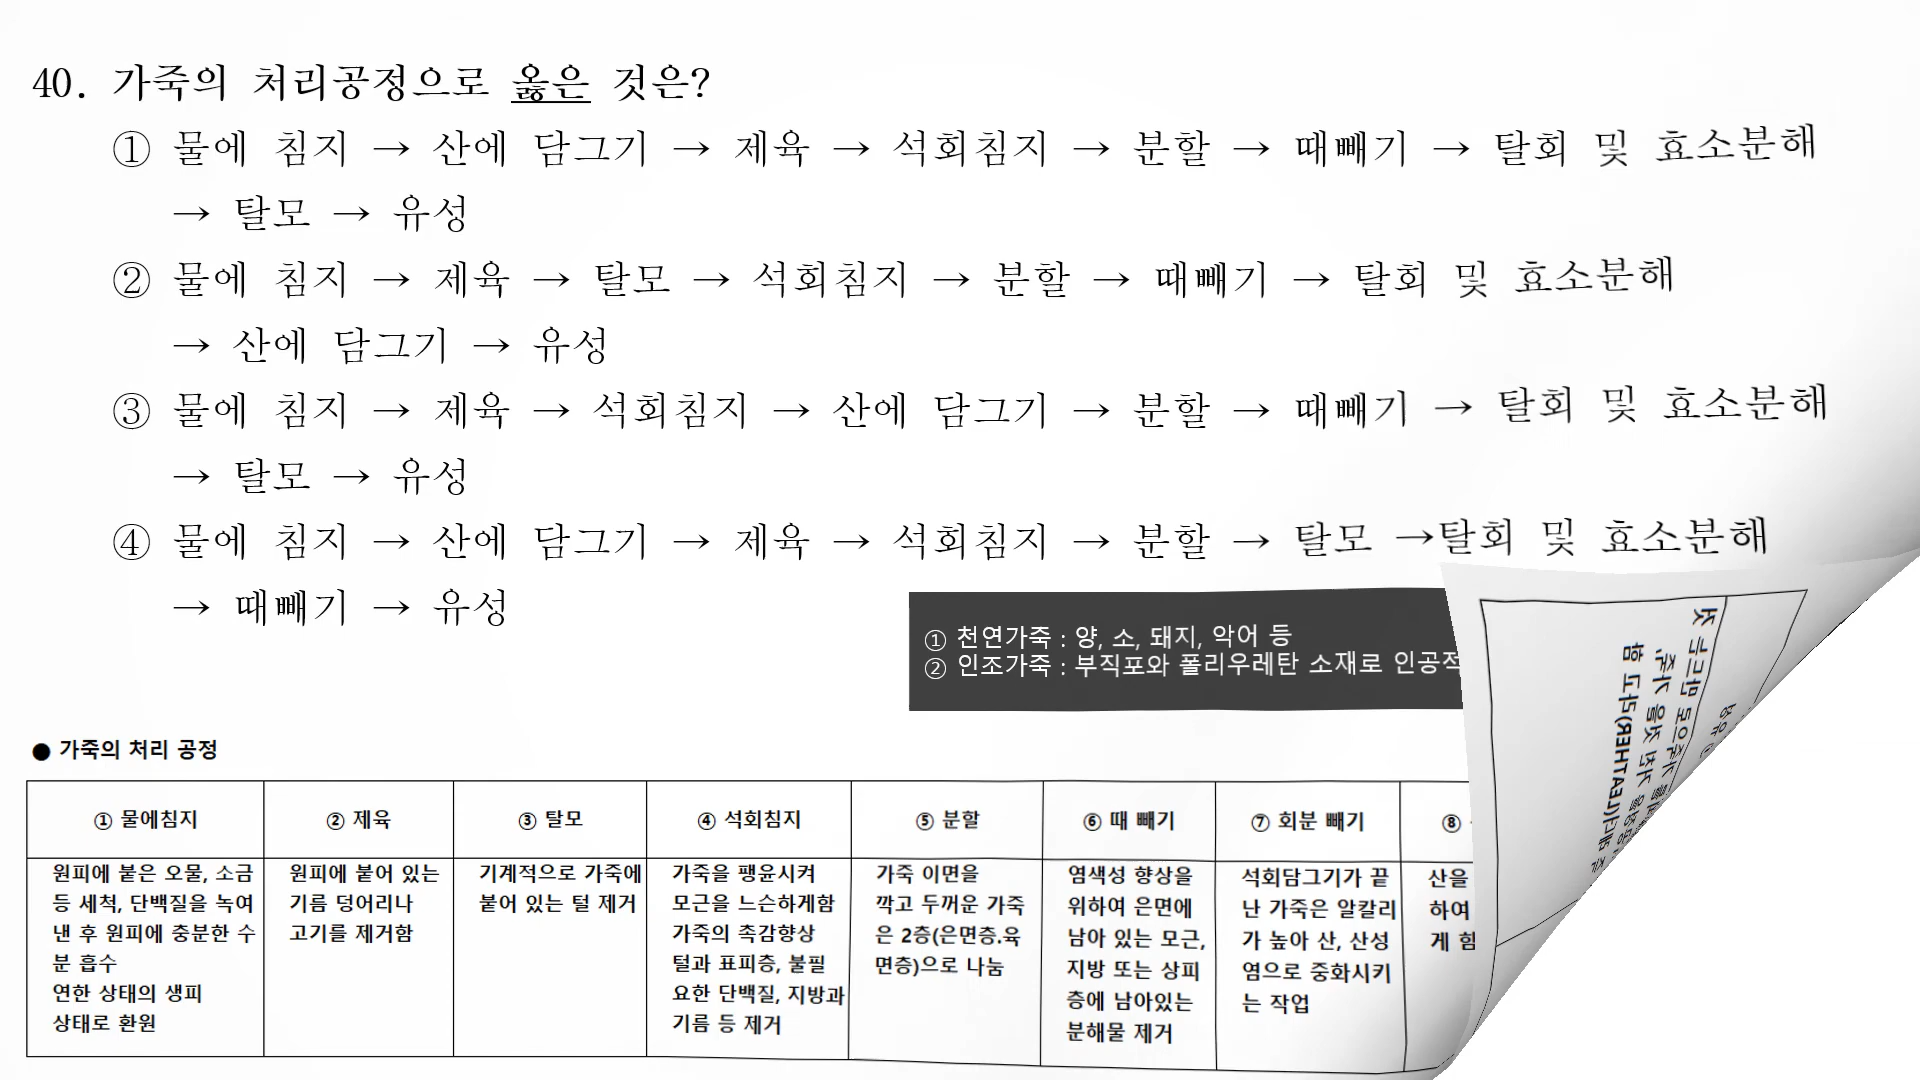 40. 가죽의 처리공정으로 옳은 것은?
① 물에 침지 → 산에 담그기 → 제육 → 석회침지 → 분할 → 때빼기 → 탈회 및 효소분해
→ 탈모 → 유성
② 물에 침지 → 제육 → 탈모 → 석회침지 → 분할 → 때빼기 → 탈회 및 효소분해
→ 산에 담그기 → 유성
③ 물에 침지 → 제육 → 석회침지 → 산에 담그기 → 분할 → 때빼기 → 탈회 및 효소분해
→ 탈모 → 유성
④ 물에 침지 → 산에 담그기 → 제육 → 석회침지 → 분할 → 탈모 →탈회 및 효소분해
→ 때빼기 → 유성
① 천연가죽 : 양, 소, 돼지, 악어 등
② 인조가죽 : 부직포와 폴리우레탄 소재로 인공적
● 가죽의 처리 공정
① 물에침지
원피에 붙은 오물, 소금
등 세척, 단백질을 녹여
낸 후 원피에 충분한 수
분 흡수
연한 상태의 생피
상태로 환원
② 제육
원피에 붙어 있는
기름 덩어리나
고기를 제거함
③ 탈모
기계적으로 가죽에
붙어 있는 털 제거
④ 석회침지
가죽을 팽윤시켜
모근을 느슨하게함
가죽의 촉감향상
털과 표피층, 불필
요한 단백질, 지방과
기름 등 제거
⑤ 분할
가죽 이면을
깍고 두꺼운 가죽
은 2층(은면층.육
면층)으로 나눔
⑥ 때 빼기
염색성 향상을
위하여 은면에
남아 있는 모근,
지방 또는 상피
층에 남아있는
분해물 제거
⑦ 회분 빼기
석회담그기가 끝
난 가죽은 알칼리
가 높아 산, 산성
염으로 중화시키
는 작업
⑧
산을
하여
게 함